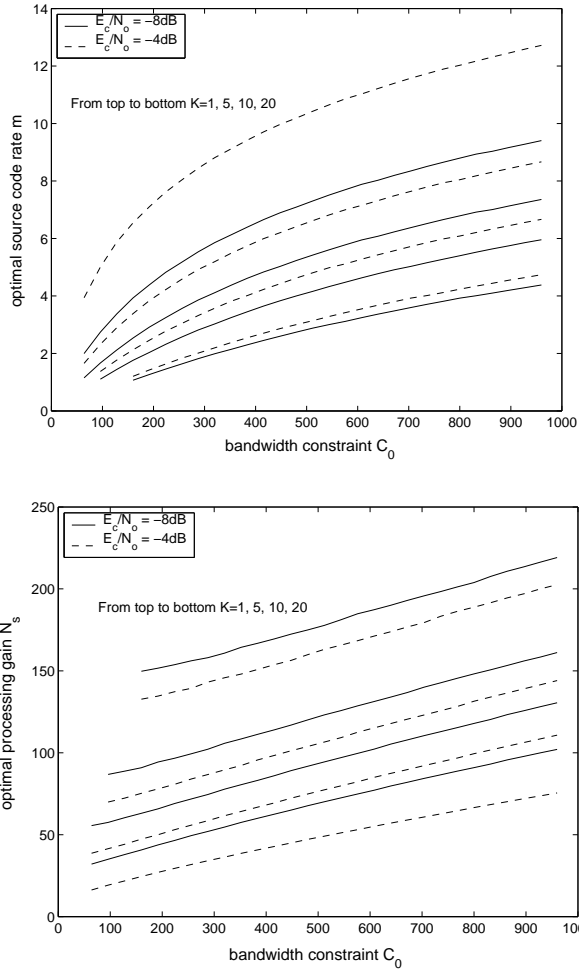 14
12
10
8
6
4
2
0
E_c/N_o = −8dB
E_c/N_o = −4dB
From top to bottom K=1, 5, 10, 20
optimal source code rate m
0 100 200 300 400 500 600 700 800 900 1000
bandwidth constraint C_0
250
200
150
100
50
0
E_c/N_o = −8dB
E_c/N_o = −4dB
From top to bottom K=1, 5, 10, 20
optimal processing gain N_s
0 100 200 300 400 500 600 700 800 900 100
bandwidth constraint C_0